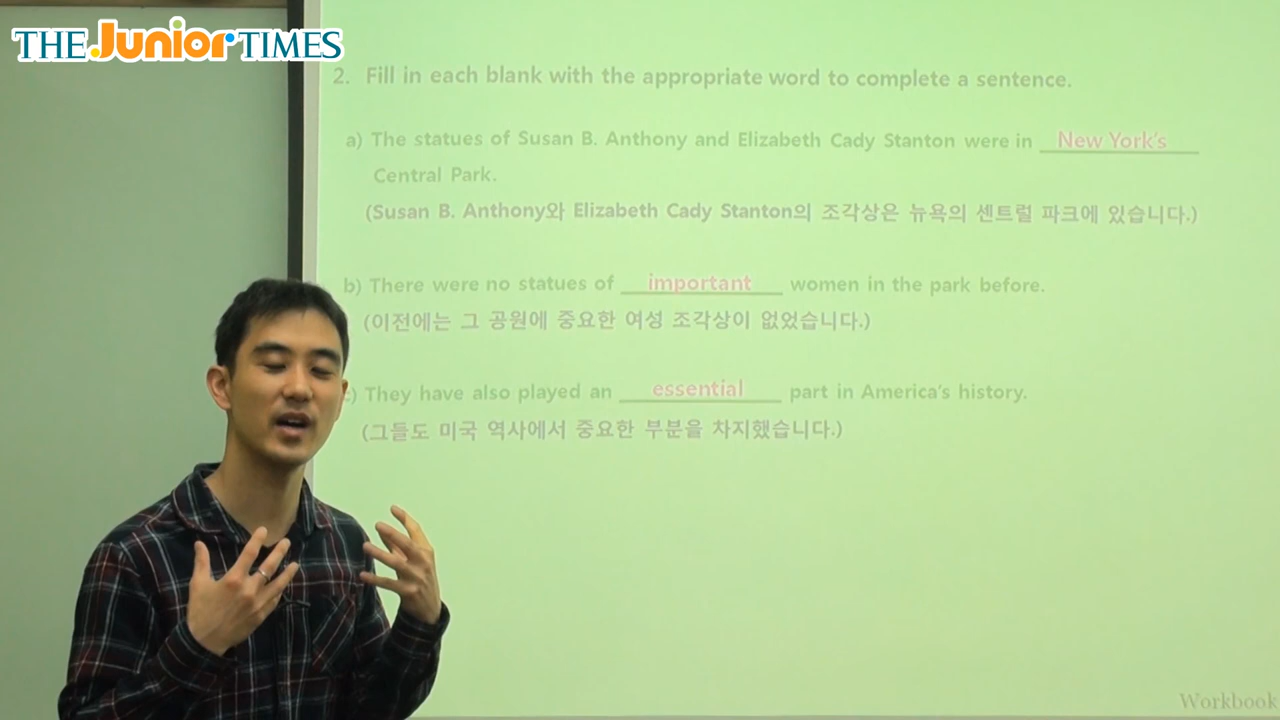 THE Junior TIMES
2. Fill in each blank with the appropriate word to complete a sentence.
a) The statues of Susan B. Anthony and Elizabeth Cady Stanton were in New York's
Central Park.
(Susan B. Anthony와 Elizabeth Cady Stanton의 조각상은 뉴욕의 센트럴 파크에 있습니다.)
b) There were no statues of important women in the park before.
(이전에는 그 공원에 중요한 여성 조각상이 없었습니다.)
) They have also played an essential part in America's history.
(그들도 미국 역사에서 중요한 부분을 차지했습니다.)
Workbook